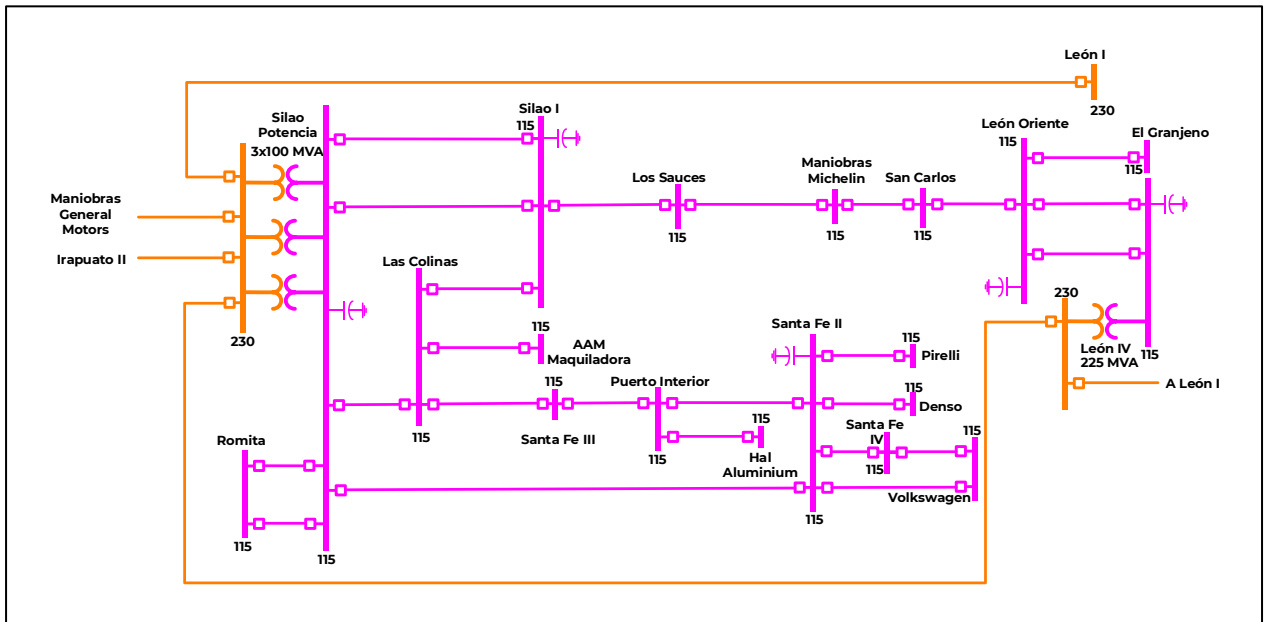 León I
230
Silao
Potencia
3x100 MVA
Silao I
115
León Oriente
115
El Granjeno
115
Maniobras
General
Motors
Irapuato II
230
Los Sauces
115
Maniobras
Michelin
115
San Carlos
115
Las Colinas
115
115
AAM
Maquiladora
115
Santa Fe III
Puerto Interior
115
115
Hal
Aluminium
Santa Fe II
115
115
Pirelli
115
Denso
Santa Fe
IV
115
115
Volkswagen
230
León IV
225 MVA
115
A León I
Romita
115
115